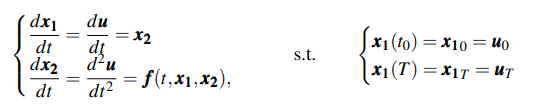 dx₁/dt = du/dt = x₂
dx₂/dt = d²u/dt² = f(t,x₁,x₂),
s.t.
x₁(t₀) = x₁₀ = u₀
x₁(T) = x₁T = uT